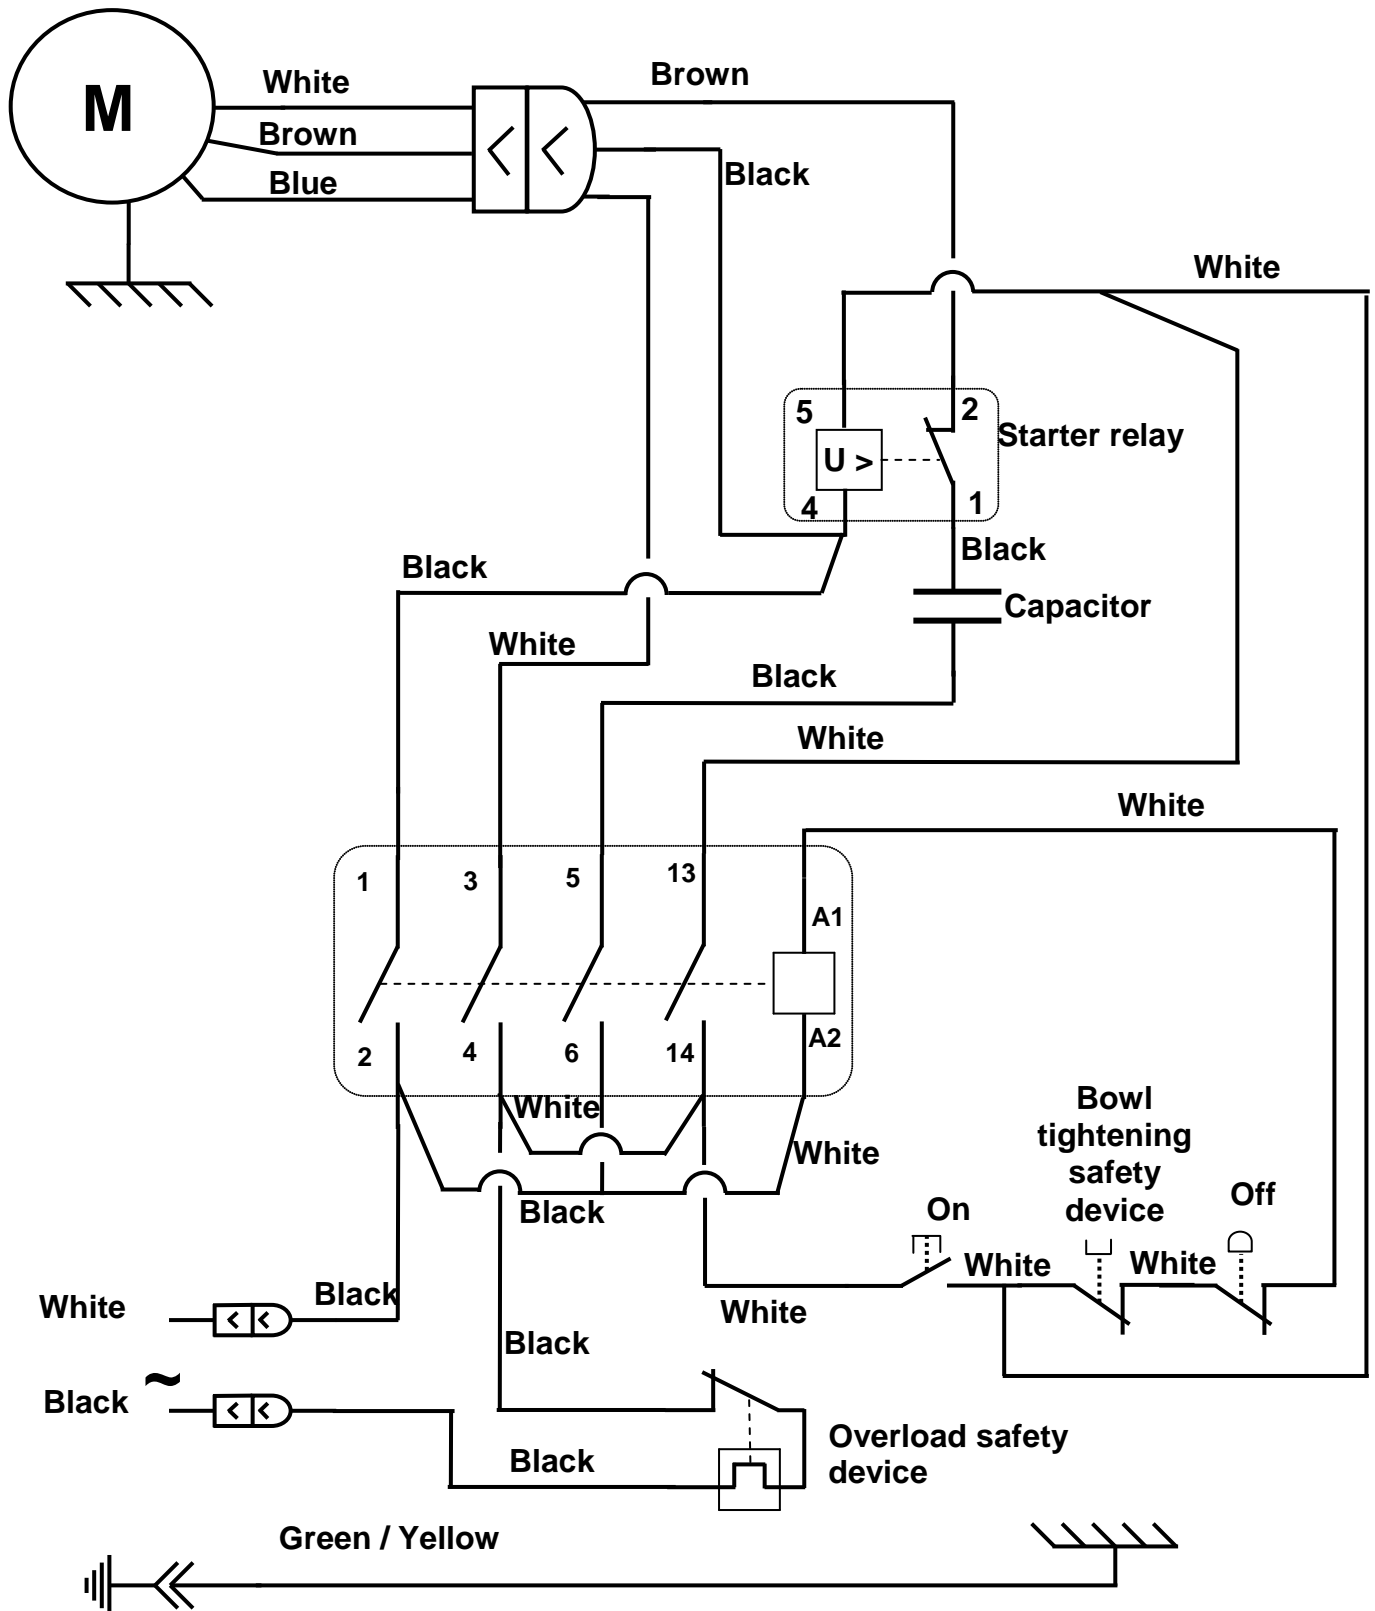 White
Brown
M
Brown
Black
Blue
White
5
2
Starter relay
U >
4
1
Black
Black
Capacitor
White
Black
White
White
1
3
5
13
A1
A2
2
4
6
14
White
Bowl
tightening
safety
device
White
Off
On
Black
White
White
White
Black
White
Black
~
Black
Overload safety
device
Black
Green / Yellow